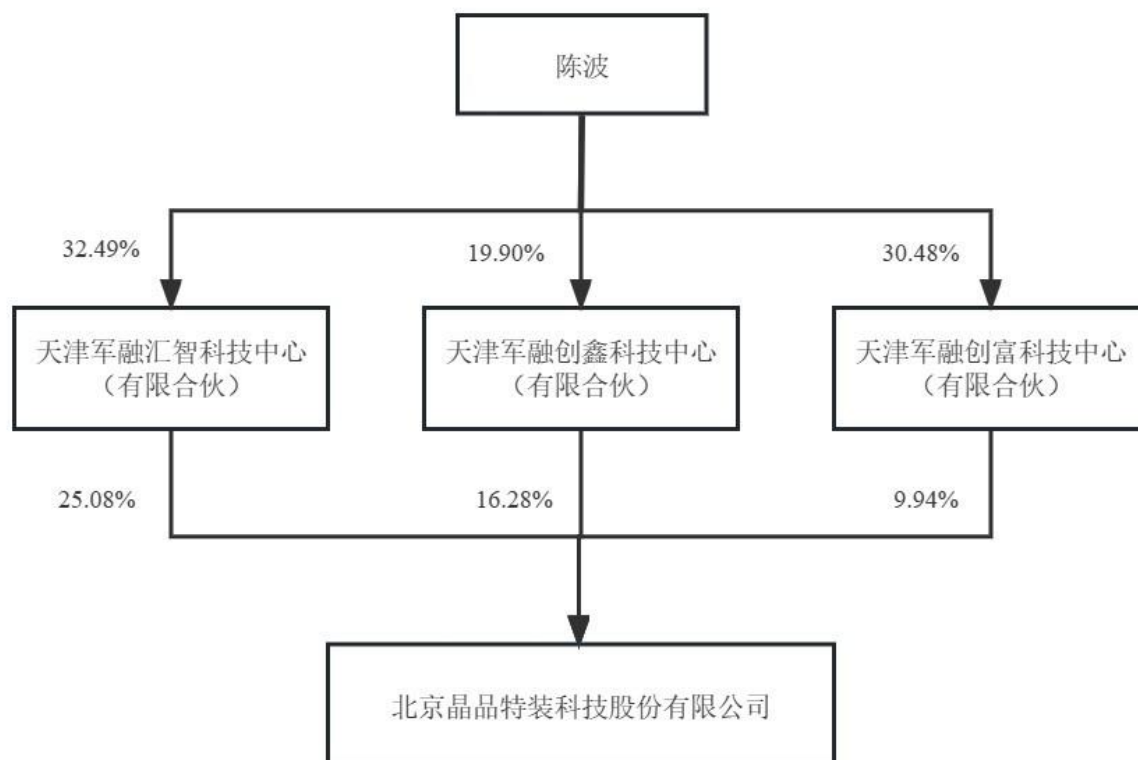 陈波
32.49%
19.90%
30.48%
天津军融汇智科技中心
（有限合伙）
天津军融创鑫科技中心
（有限合伙）
天津军融创富科技中心
（有限合伙）
25.08%
16.28%
9.94%
北京晶品特装科技股份有限公司